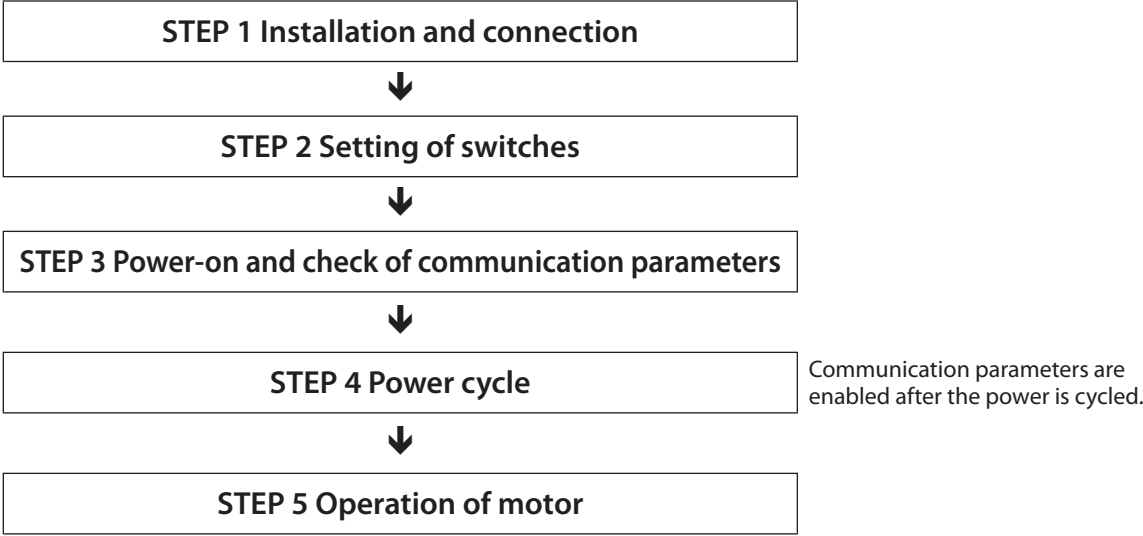 STEP 1 Installation and connection
STEP 2 Setting of switches
STEP 3 Power-on and check of communication parameters
STEP 4 Power cycle
Communication parameters are
enabled after the power is cycled.
STEP 5 Operation of motor